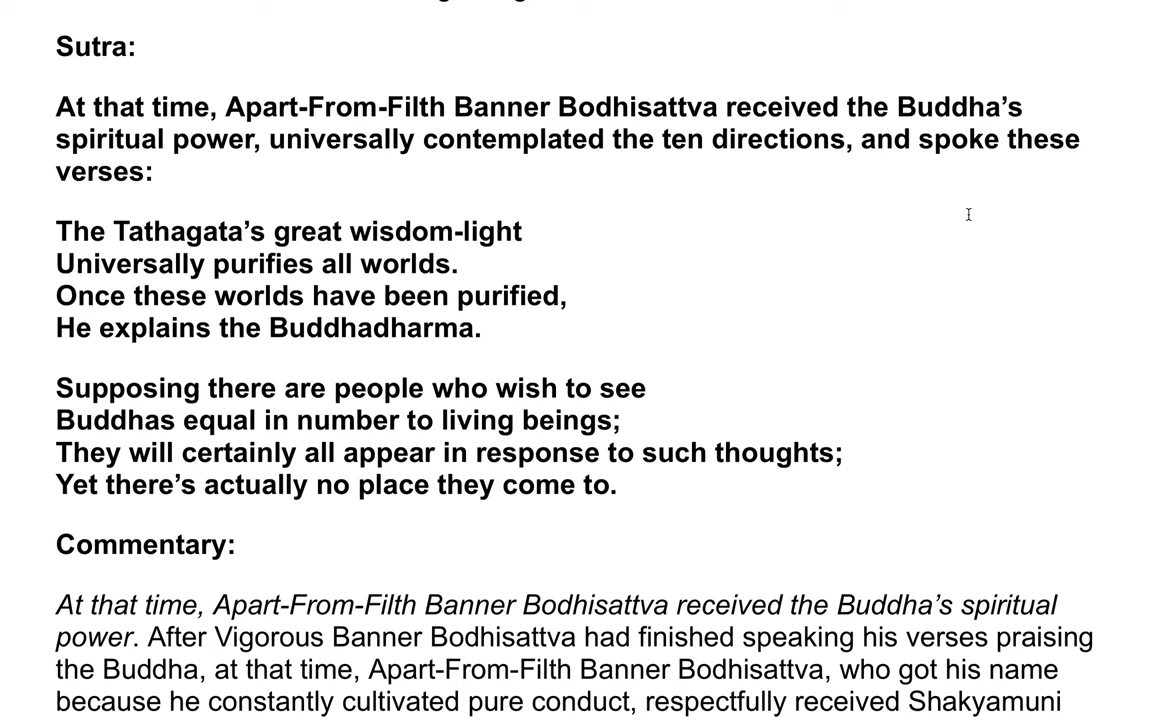 Sutra:
At that time, Apart-From-Filth Banner Bodhisattva received the Buddha’s
spiritual power, universally contemplated the ten directions, and spoke these
verses:
The Tathagata’s great wisdom-light
Universally purifies all worlds.
Once these worlds have been purified,
He explains the Buddhadharma.
Supposing there are people who wish to see
Buddhas equal in number to living beings;
They will certainly all appear in response to such thoughts;
Yet there’s actually no place they come to.
Commentary:
At that time, Apart-From-Filth Banner Bodhisattva received the Buddha’s spiritual
power. After Vigorous Banner Bodhisattva had finished speaking his verses praising
the Buddha, at that time, Apart-From-Filth Banner Bodhisattva, who got his name
because he constantly cultivated pure conduct, respectfully received Shakyamuni